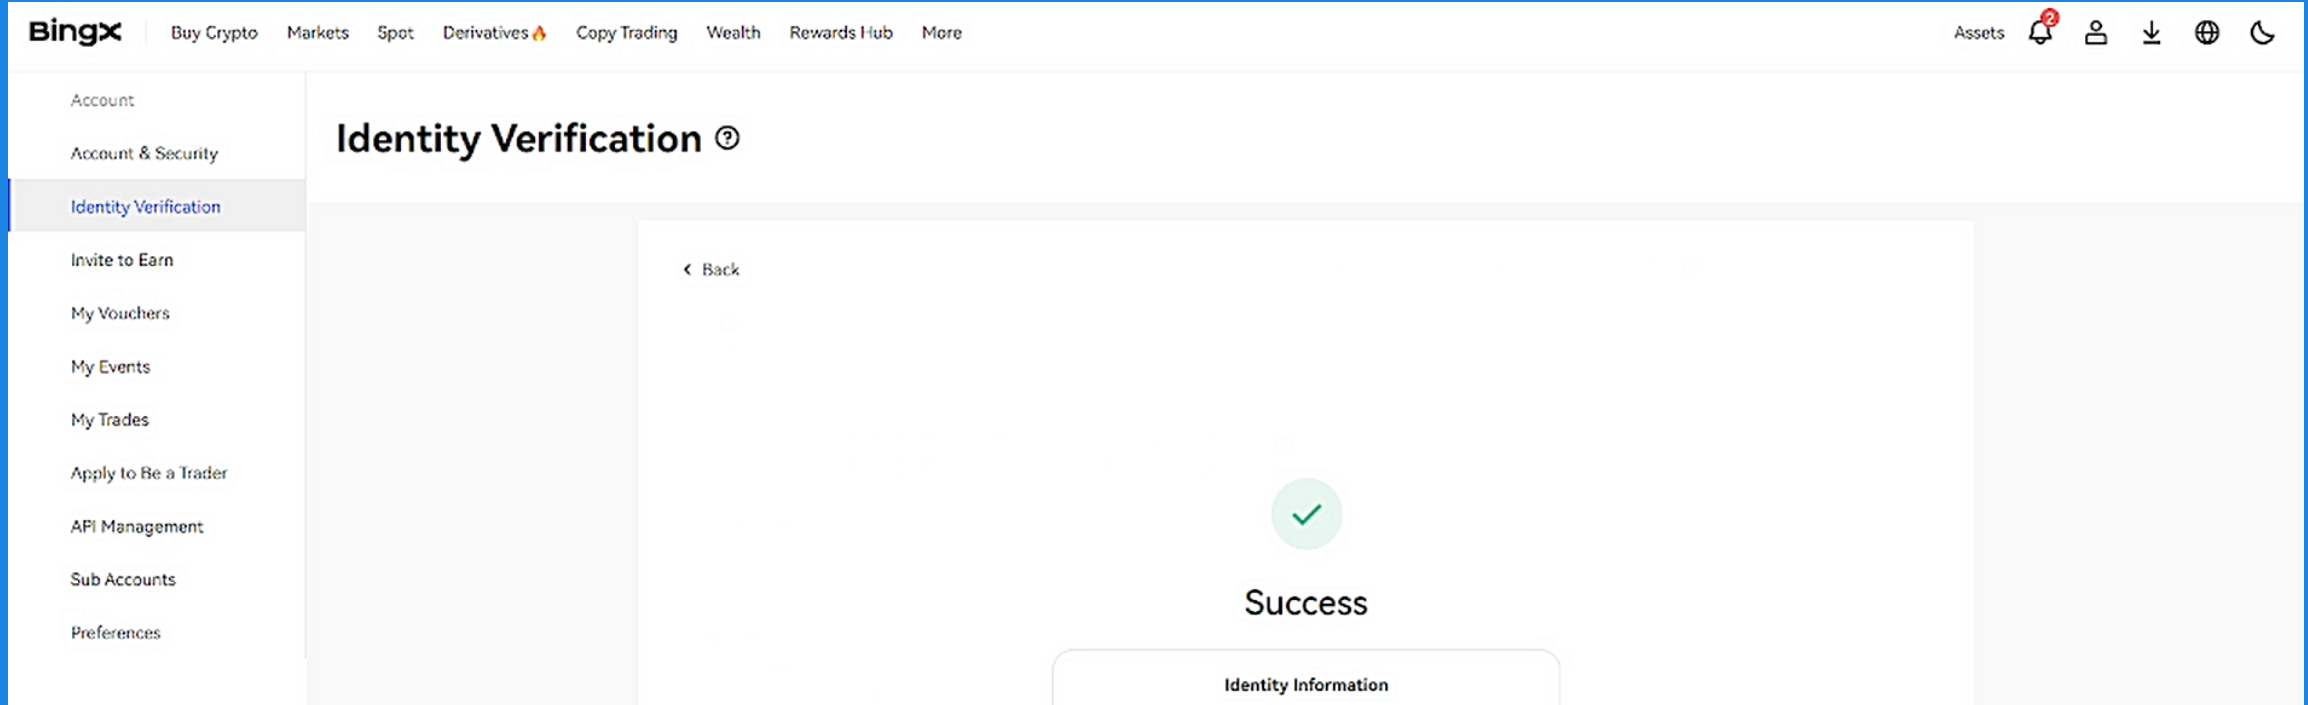 BingX Buy Crypto Markets Spot Derivatives🔥 Copy Trading Wealth Rewards Hub More Assets 2
Account
Account & Security
Identity Verification
Invite to Earn
My Vouchers
My Events
My Trades
Apply to Be a Trader
API Management
Sub Accounts
Preferences
Identity Verification ?
< Back
Success
Identity Information